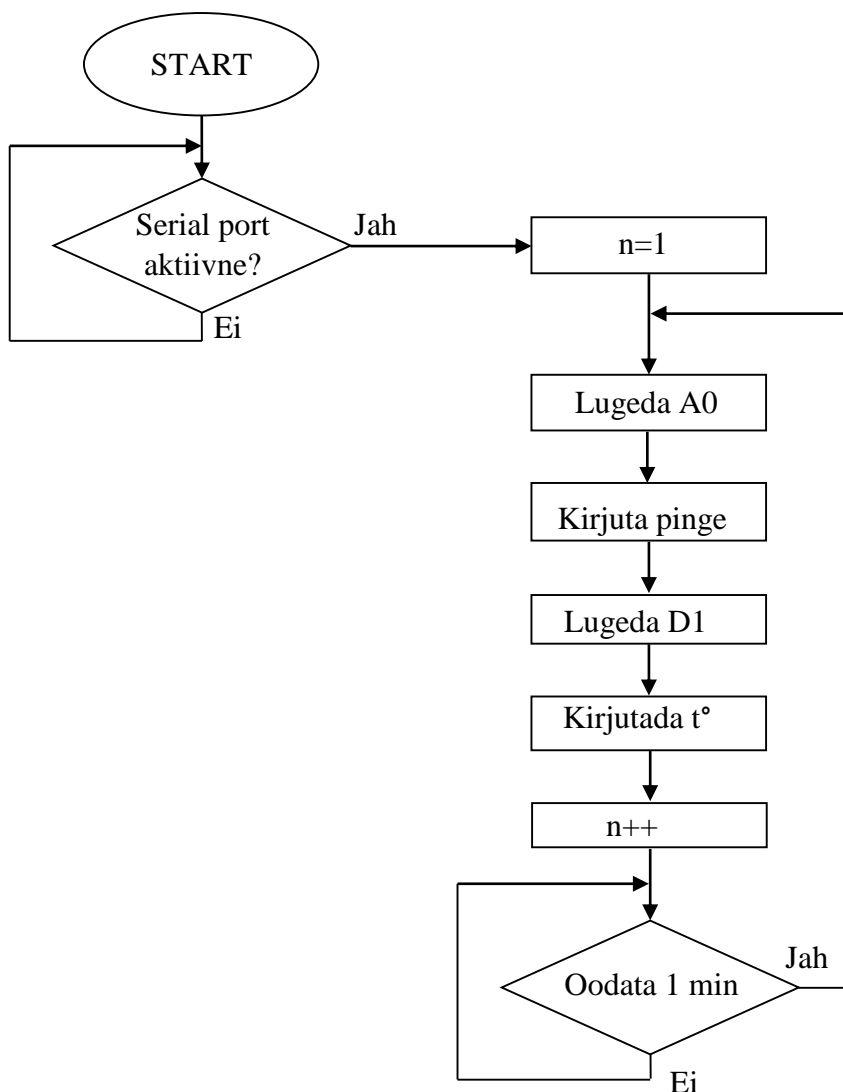 START
Serial port
aktiivne?
Jah
Ei
n=1
Lugeda A0
Kirjuta pinge
Lugeda D1
Kirjutada t°
n++
Oodata 1 min
Jah
Ei